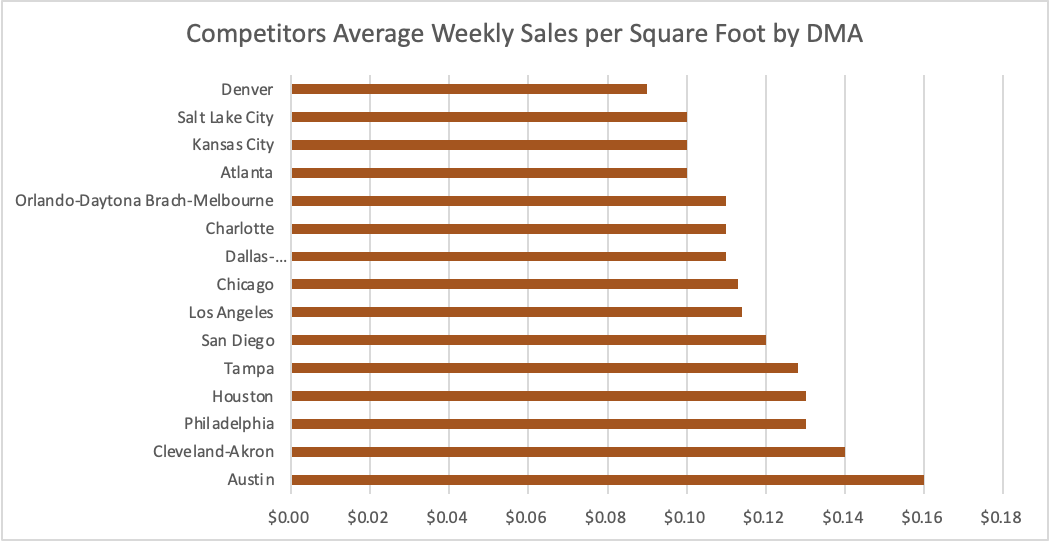 Competitors Average Weekly Sales per Square Foot by DMA
Denver
Salt Lake City
Kansas City
Atlanta
Orlando-Daytona Brach-Melbourne
Charlotte
Dallas-...
Chicago
Los Angeles
San Diego
Tampa
Houston
Philadelphia
Cleveland-Akron
Austin
$0.00 $0.02 $0.04 $0.06 $0.08 $0.10 $0.12 $0.14 $0.16 $0.18